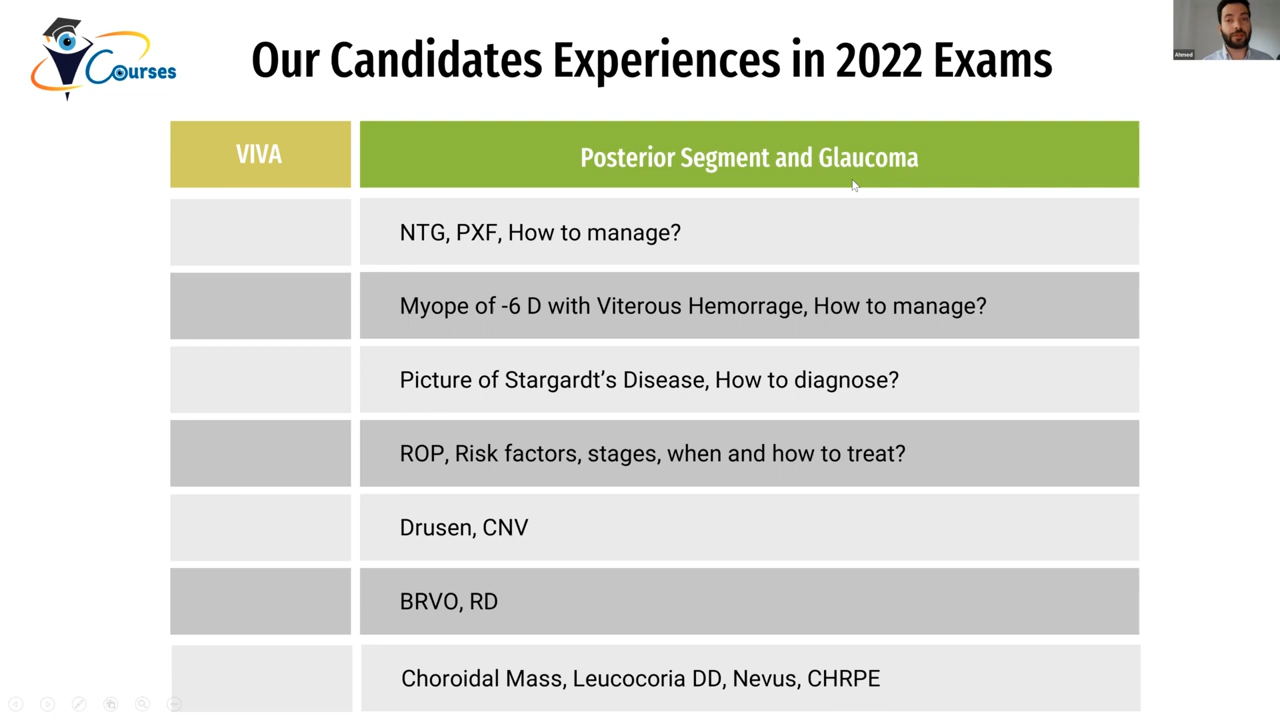 Courses
Our Candidates Experiences in 2022 Exams
Ahmed
VIVA
Posterior Segment and Glaucoma
NTG, PXF, How to manage?
Myope of -6 D with Viterous Hemorrage, How to manage?
Picture of Stargardt's Disease, How to diagnose?
ROP, Risk factors, stages, when and how to treat?
Drusen, CNV
BRVO, RD
Choroidal Mass, Leucocoria DD, Nevus, CHRPE